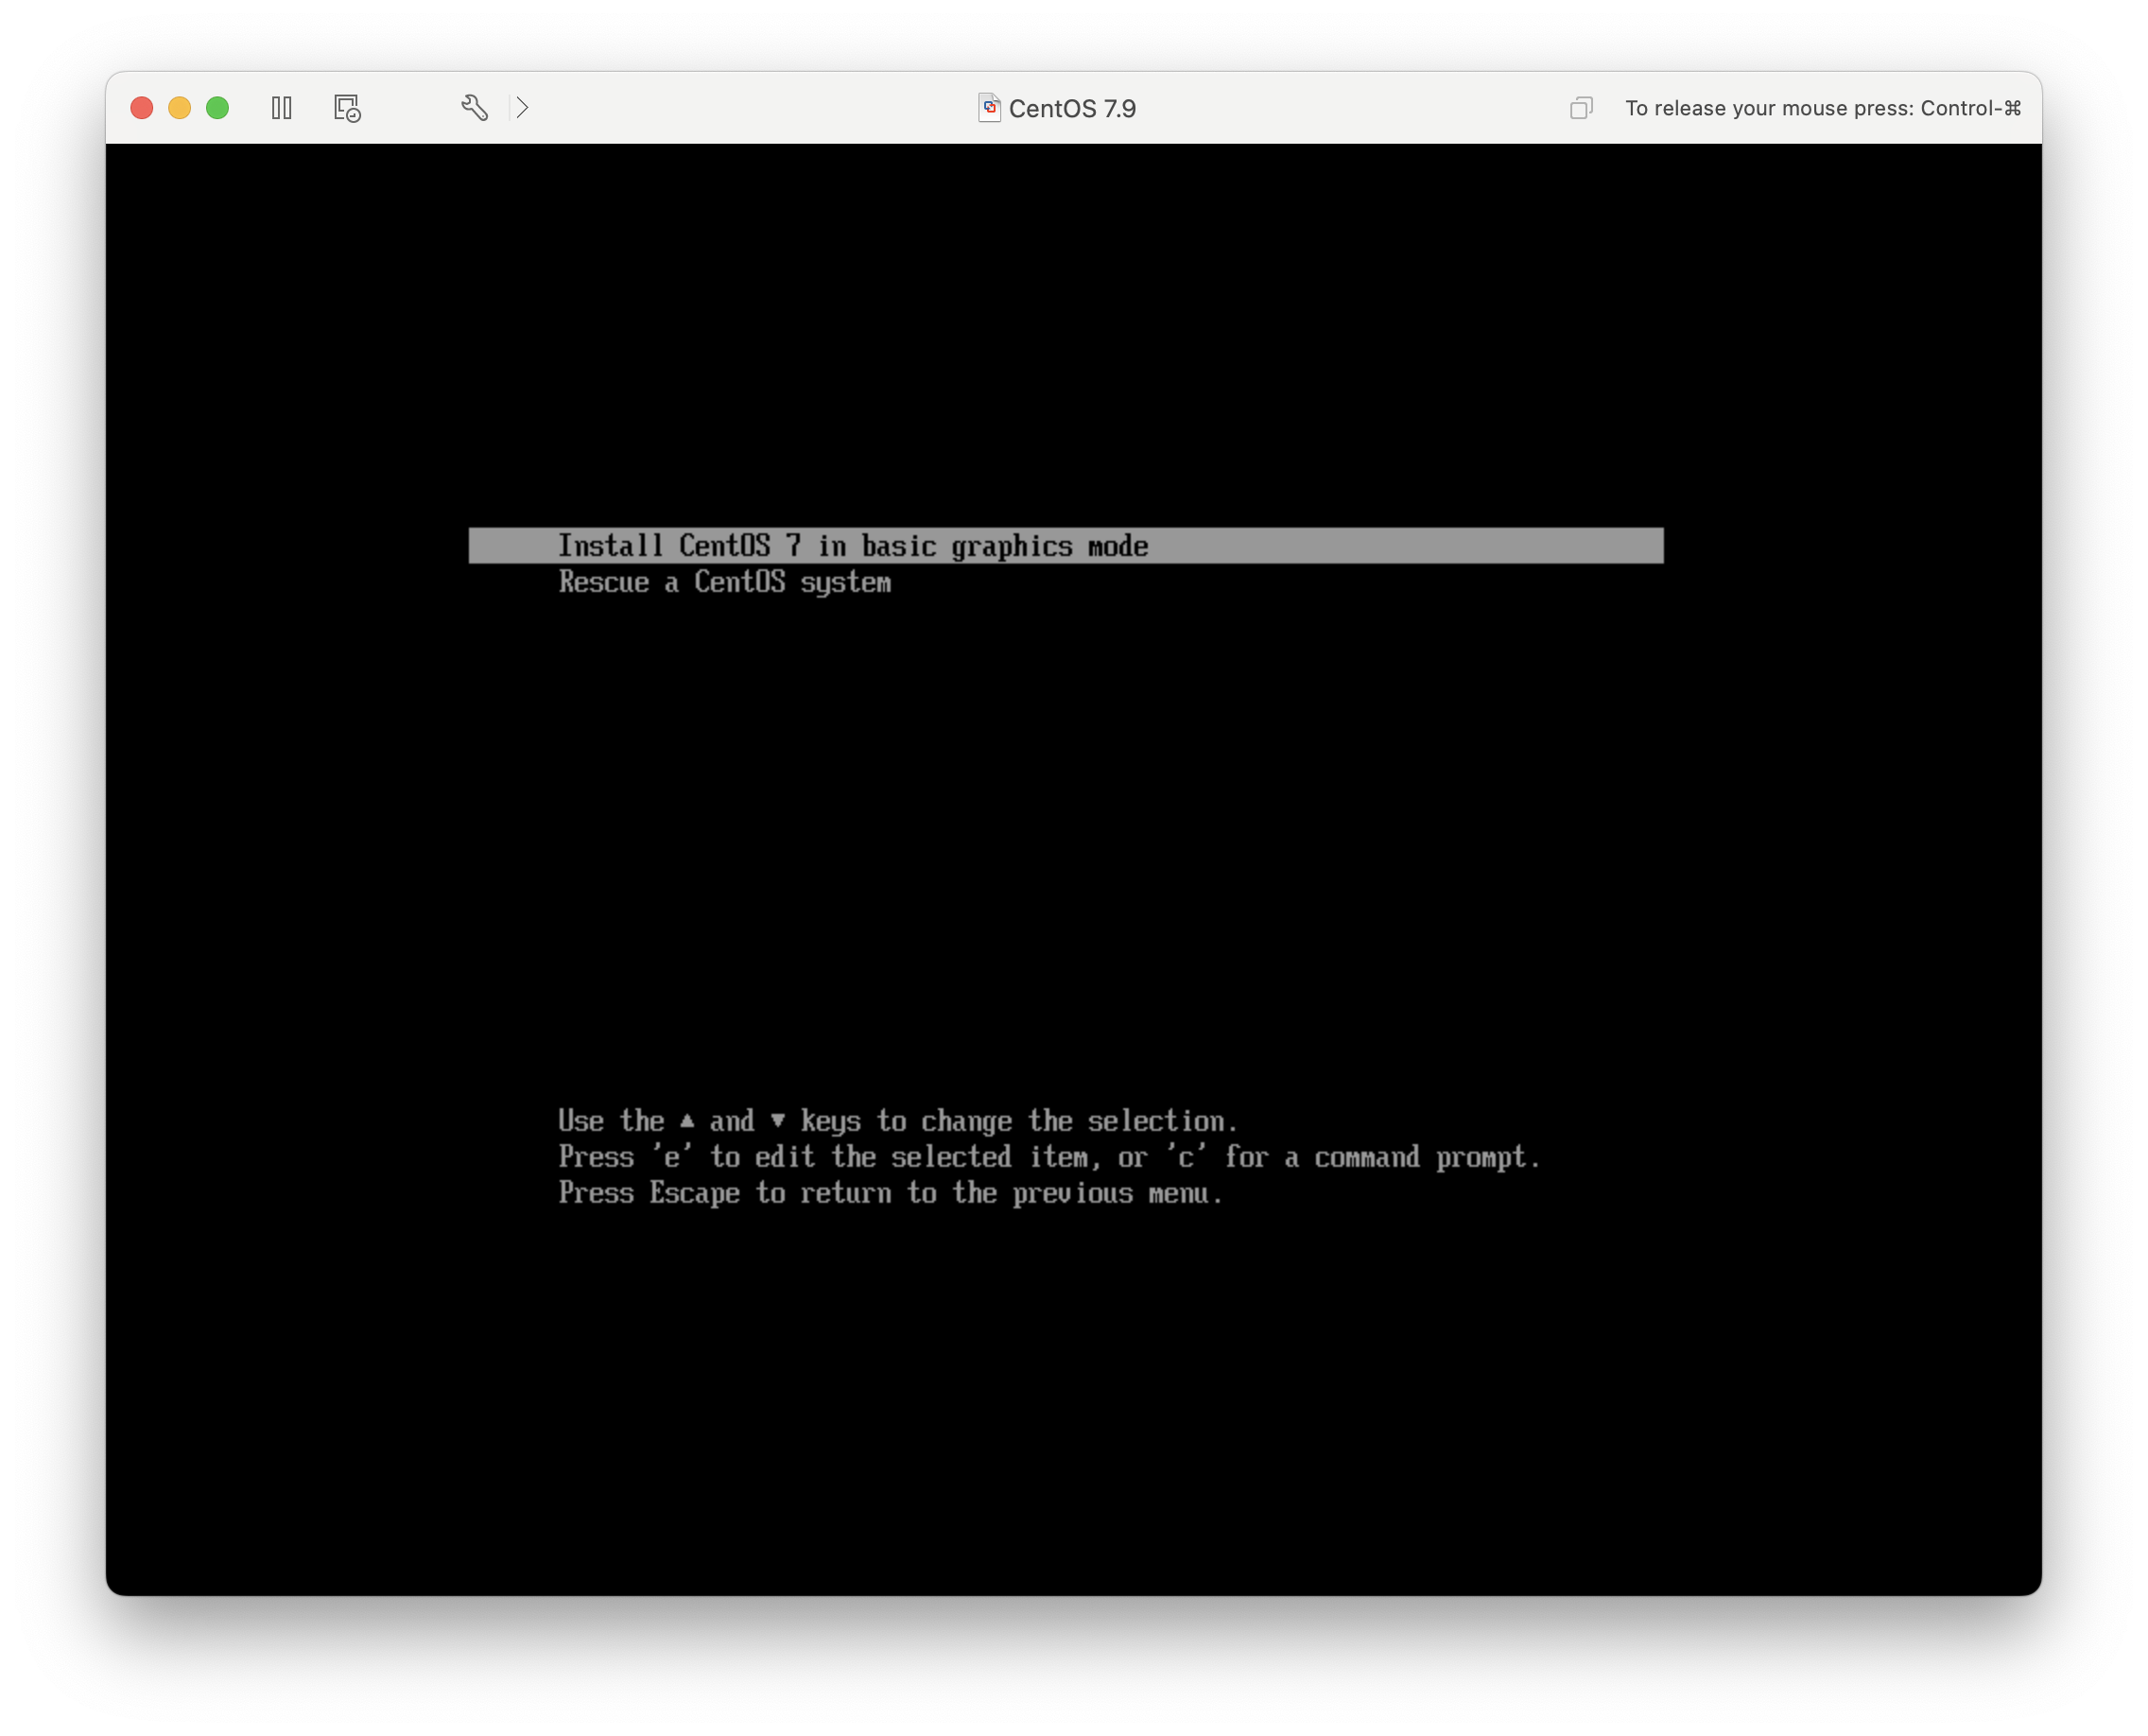 CentOS 7.9
To release your mouse press: Control-⌘
Install CentOS 7 in basic graphics mode
Rescue a CentOS system
Use the ▲ and ▼ keys to change the selection.
Press 'e' to edit the selected item, or 'c' for a command prompt.
Press Escape to return to the previous menu.